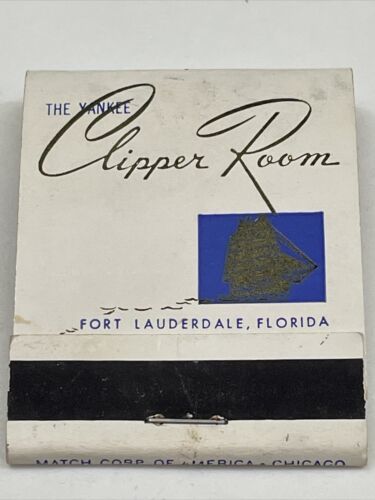 THE YANKEE
Clipper Room
FORT LAUDERDALE, FLORIDA
MATCH CORP. OF AMERICA - CHICAGO